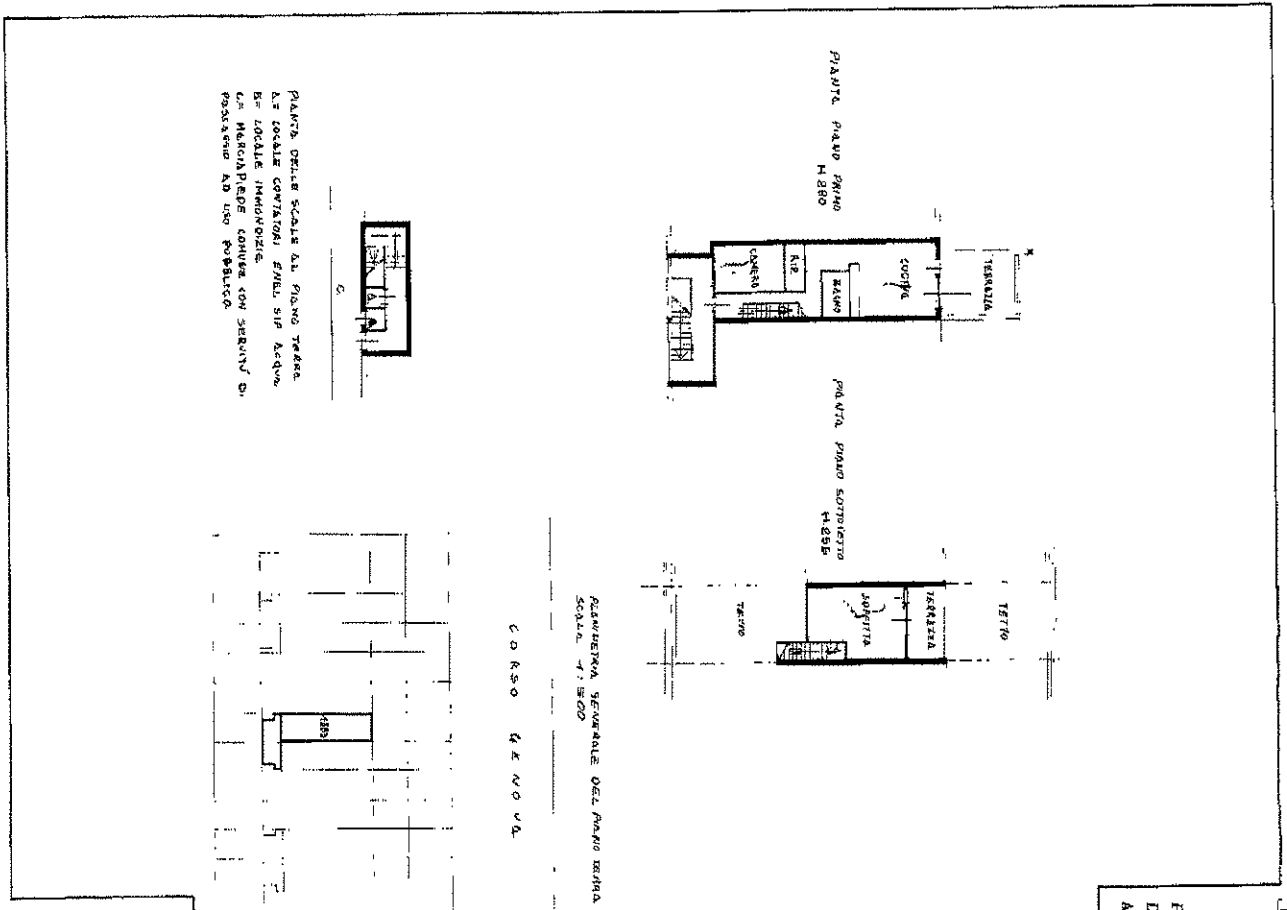 PIANTA PIANO PRIMO
H 280
TERRAZZA
CUCINA
BAGNO
RIP.
CAMERA
PIANTA PIANO SOTTOTETTO
H. 255
TETTO
TERRAZZA
SOFFITTA
TETTO
PIANTA DELLE SCALE AL PIANO TERRA
A= LOCALE CONTATORI ENEL SIP ACQUA
B= LOCALE IMMONDIZIE
C= MARCIAPIEDE COMUNE CON SERVITÙ DI
PASSAGGIO AD USO PUBBLICO
C.
PLANIMETRIA GENERALE DEL PIANO TERRA
SCALA 1:500
CORSO GENOVA